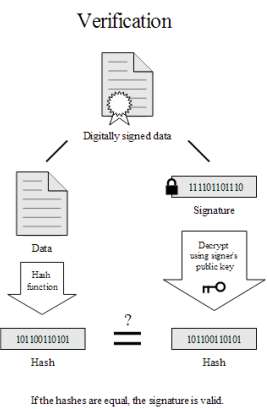 Verification
Digitally signed data
111101101110
Signature
Data
Hash
function
Decrypt
using signer's
public key
?
101100110101
101100110101
Hash
Hash
If the hashes are equal, the signature is valid.